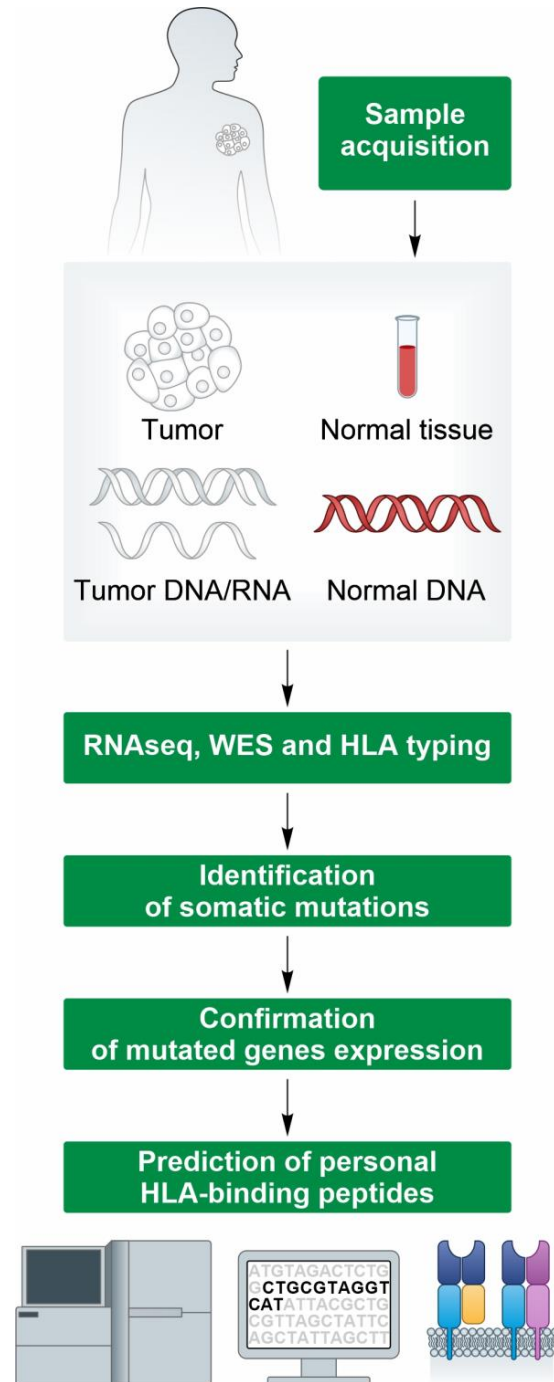 Sample
acquisition
Tumor
Normal tissue
Tumor DNA/RNA
Normal DNA
RNAseq, WES and HLA typing
Identification
of somatic mutations
Confirmation
of mutated genes expression
Prediction of personal
HLA-binding peptides
ATGTAGACTCTG
GCTGCGTAGGT
CATATTACGCTG
CGTTAGCTATTC
AGCTATTAGCTT